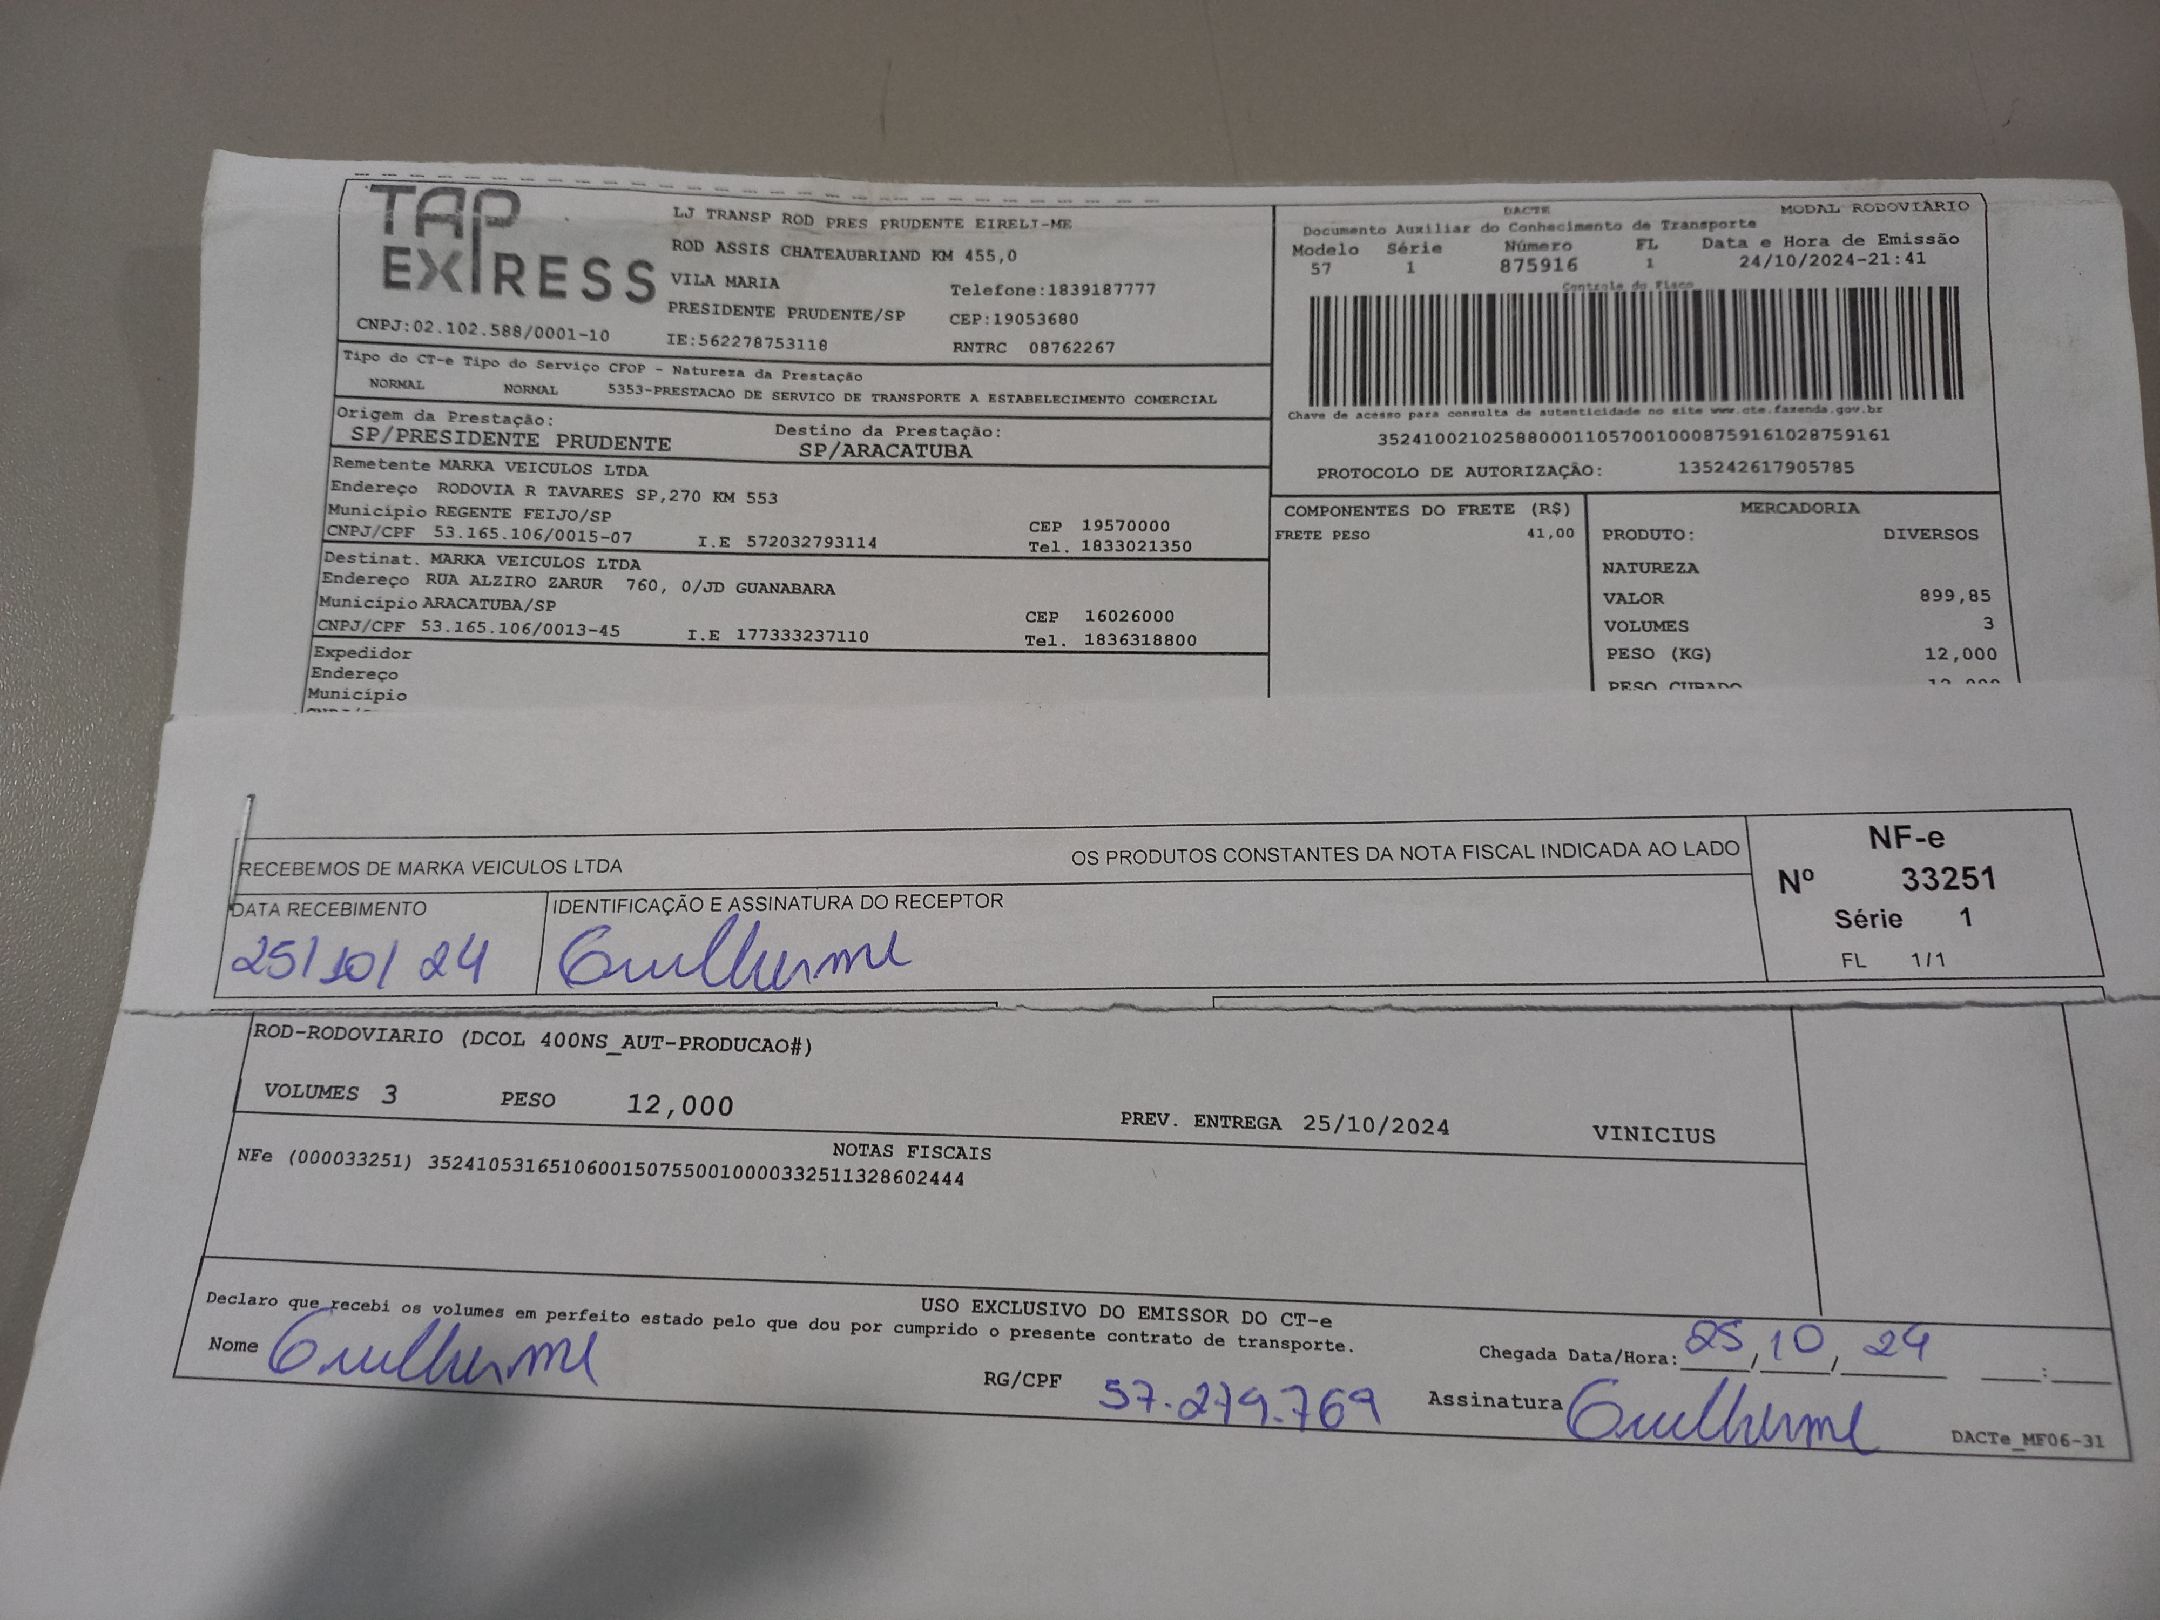 TAP
EXPRESS
LJ TRANSP ROD PRES PRUDENTE EIRELI-ME
ROD ASSIS CHATEAUBRIAND KM 455,0
VILA MARIA
Telefone:1839187777
PRESIDENTE PRUDENTE/SP CEP:19053680
CNPJ:02.102.588/0001-10 IE:562278753118 RNTRC 08762267
DACTE MODAL RODOVIÁRIO
Documento Auxiliar do Conhecimento de Transporte
Modelo Série Número FL Data e Hora de Emissão
57 1 875916 1 24/10/2024-21:41
Controle do Fisco
Chave de acesso para consulta de autenticidade no site www.cte.fazenda.gov.br
35241002102588000110570010008759161028759161
PROTOCOLO DE AUTORIZAÇÃO: 135242617905785
Tipo do CT-e Tipo do Serviço CFOP - Natureza da Prestação
NORMAL NORMAL 5353-PRESTACAO DE SERVICO DE TRANSPORTE A ESTABELECIMENTO COMERCIAL
Origem da Prestação: Destino da Prestação:
SP/PRESIDENTE PRUDENTE SP/ARACATUBA
Remetente MARKA VEICULOS LTDA
Endereço RODOVIA R TAVARES SP,270 KM 553
Município REGENTE FEIJO/SP CEP 19570000
CNPJ/CPF 53.165.106/0015-07 I.E 572032793114 Tel. 1833021350
Destinat. MARKA VEICULOS LTDA
Endereço RUA ALZIRO ZARUR 760, 0/JD GUANABARA
Município ARACATUBA/SP CEP 16026000
CNPJ/CPF 53.165.106/0013-45 I.E 177333237110 Tel. 1836318800
Expedidor
Endereço
Município
COMPONENTES DO FRETE (R$)
FRETE PESO 41,00
MERCADORIA
PRODUTO: DIVERSOS
NATUREZA
VALOR 899,85
VOLUMES 3
PESO (KG) 12,000
PESO CUBADO 12,000
RECEBEMOS DE MARKA VEICULOS LTDA OS PRODUTOS CONSTANTES DA NOTA FISCAL INDICADA AO LADO
DATA RECEBIMENTO IDENTIFICAÇÃO E ASSINATURA DO RECEPTOR
25/10/24 Guilherme
NF-e
Nº 33251
Série 1
FL 1/1
ROD-RODOVIARIO (DCOL 400NS_AUT-PRODUCAO#)
VOLUMES 3 PESO 12,000 PREV. ENTREGA 25/10/2024 VINICIUS
NOTAS FISCAIS
NFe (000033251) 35241053165106001507550010000332511328602444
USO EXCLUSIVO DO EMISSOR DO CT-e
Declaro que recebi os volumes em perfeito estado pelo que dou por cumprido o presente contrato de transporte.
Nome Guilherme RG/CPF 57.279.769
Chegada Data/Hora: 25/10/24 :
Assinatura Guilherme
DACTe_MF06-31